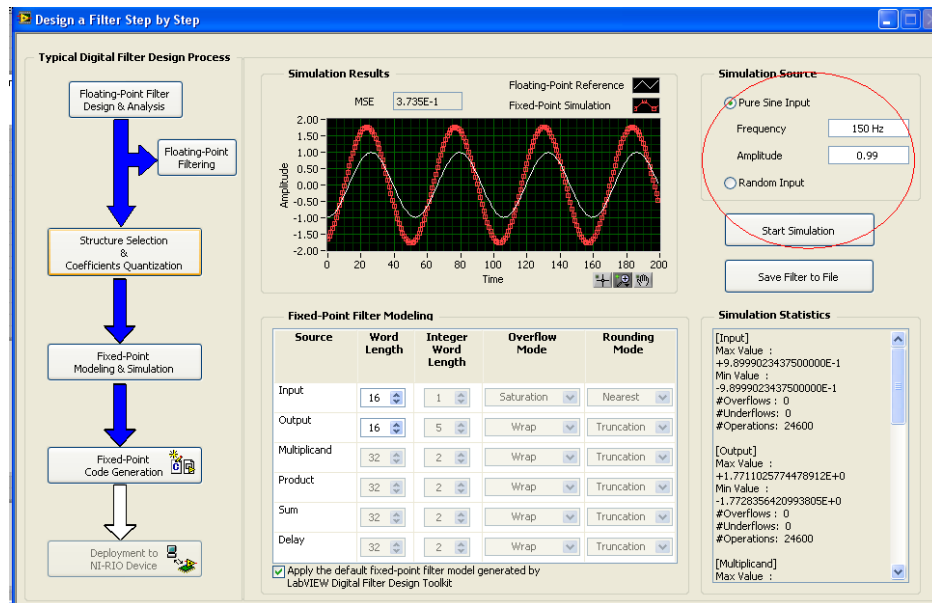 Design a Filter Step by Step
Typical Digital Filter Design Process
Floating-Point Filter
Design & Analysis
Floating-Point
Filtering
Structure Selection
&
Coefficients Quantization
Fixed-Point
Modeling & Simulation
Fixed-Point
Code Generation
Deployment to
NI-RIO Device
Simulation Results
MSE 3.735E-1
Floating-Point Reference
Fixed-Point Simulation
Amplitude
2.00
1.50
1.00
0.50
0.00
-0.50
-1.00
-1.50
-2.00
0 20 40 60 80 100 120 140 160 180 200
Time
Simulation Source
Pure Sine Input
Frequency 150 Hz
Amplitude 0.99
Random Input
Start Simulation
Save Filter to File
Fixed-Point Filter Modeling
Source Word Length Integer Word Length Overflow Mode Rounding Mode
Input 16 1 Saturation Nearest
Output 16 5 Wrap Truncation
Multiplicand 32 2 Wrap Truncation
Product 32 2 Wrap Truncation
Sum 32 2 Wrap Truncation
Delay 32 2 Wrap Truncation
Apply the default fixed-point filter model generated by
LabVIEW Digital Filter Design Toolkit
Simulation Statistics
[Input]
Max Value :
+9.8999023437500000E-1
Min Value :
-9.8999023437500000E-1
#Overflows : 0
#Underflows: 0
#Operations: 24600
[Output]
Max Value :
+1.7711025774478912E+0
Min Value :
-1.7728356420993805E+0
#Overflows : 0
#Underflows: 0
#Operations: 24600
[Multiplicand]
Max Value :